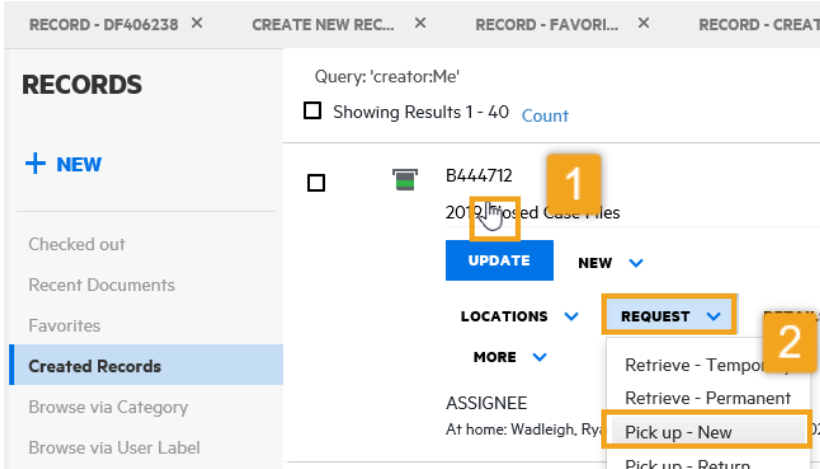 RECORD - DF406238 ×
CREATE NEW REC... ×
RECORD - FAVORI... ×
RECORD - CREAT
RECORDS
+ NEW
Checked out
Recent Documents
Favorites
Created Records
Browse via Category
Browse via User Label
Query: 'creator:Me'
Showing Results 1 - 40 Count
B444712
1
2019 Closed Case Files
UPDATE
NEW
LOCATIONS
REQUEST
2
MORE
Retrieve - Tempo
Retrieve - Permanent
Pick up - New
Pick up - Return
ASSIGNEE
At home: Wadleigh, Ry